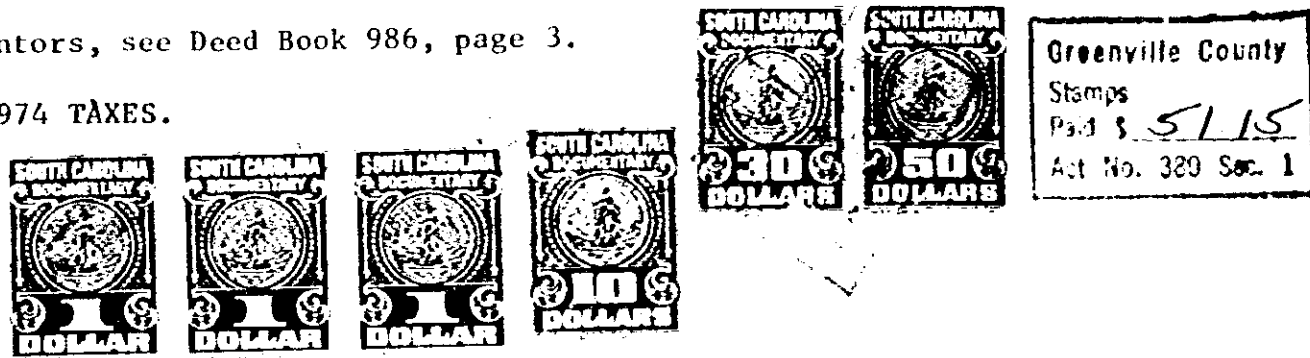 ntors, see Deed Book 986, page 3.
974 TAXES.
SOUTH CAROLINA
DOCUMENTARY
1
DOLLAR
SOUTH CAROLINA
DOCUMENTARY
1
DOLLAR
SOUTH CAROLINA
DOCUMENTARY
1
DOLLAR
SOUTH CAROLINA
DOCUMENTARY
10
DOLLARS
SOUTH CAROLINA
DOCUMENTARY
30
DOLLARS
SOUTH CAROLINA
DOCUMENTARY
50
DOLLARS
Greenville County
Stamps
Paid $ 51.15
Act No. 380 Sec. 1